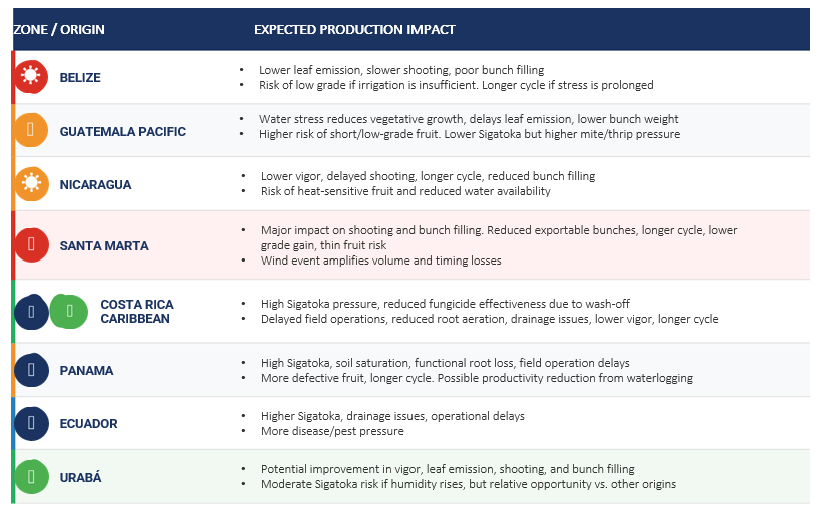 ZONE / ORIGIN EXPECTED PRODUCTION IMPACT
BELIZE
• Lower leaf emission, slower shooting, poor bunch filling
• Risk of low grade if irrigation is insufficient. Longer cycle if stress is prolonged
GUATEMALA PACIFIC
• Water stress reduces vegetative growth, delays leaf emission, lower bunch weight
• Higher risk of short/low-grade fruit. Lower Sigatoka but higher mite/thrip pressure
NICARAGUA
• Lower vigor, delayed shooting, longer cycle, reduced bunch filling
• Risk of heat-sensitive fruit and reduced water availability
SANTA MARTA
• Major impact on shooting and bunch filling. Reduced exportable bunches, longer cycle, lower
grade gain, thin fruit risk
• Wind event amplifies volume and timing losses
COSTA RICA
CARIBBEAN
• High Sigatoka pressure, reduced fungicide effectiveness due to wash-off
• Delayed field operations, reduced root aeration, drainage issues, lower vigor, longer cycle
PANAMA
• High Sigatoka, soil saturation, functional root loss, field operation delays
• More defective fruit, longer cycle. Possible productivity reduction from waterlogging
ECUADOR
• Higher Sigatoka, drainage issues, operational delays
• More disease/pest pressure
URABÁ
• Potential improvement in vigor, leaf emission, shooting, and bunch filling
• Moderate Sigatoka risk if humidity rises, but relative opportunity vs. other origins